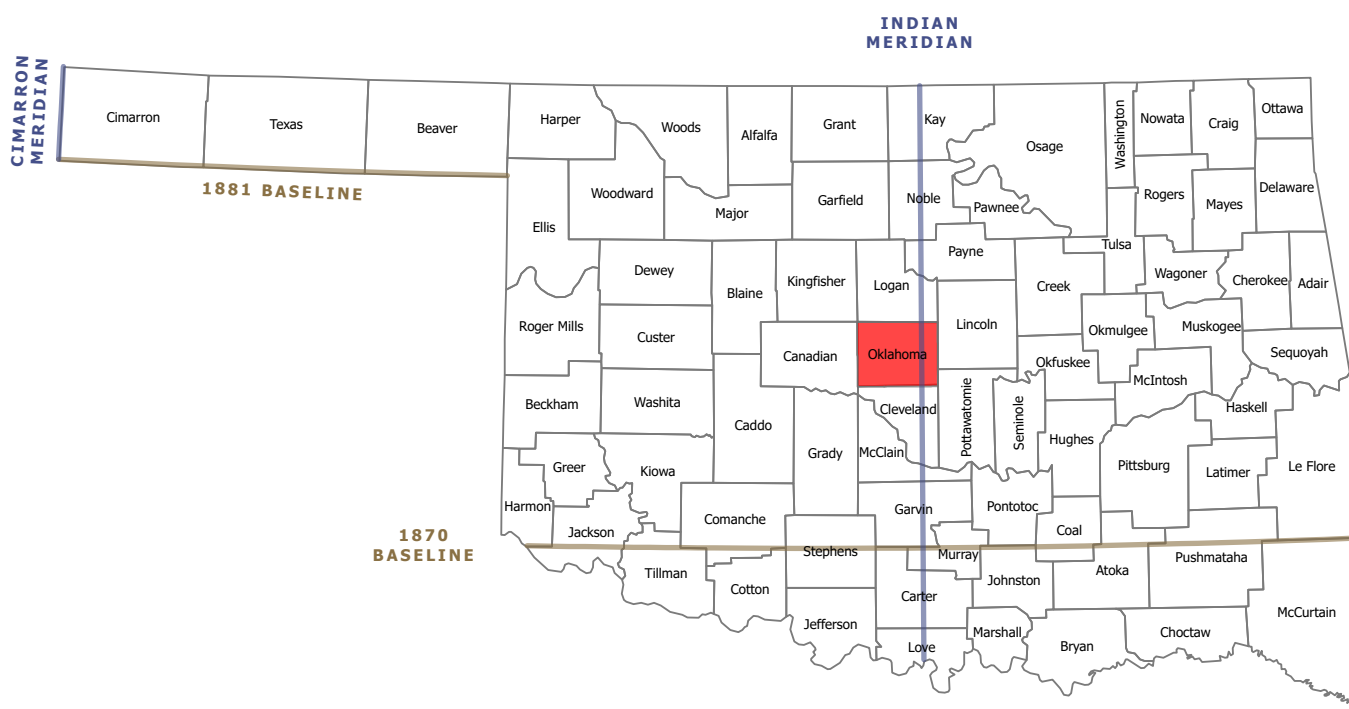 INDIAN
MERIDIAN
CIMARRON
MERIDIAN
Cimarron
Texas
Beaver
1881 BASELINE
Harper
Woods
Alfalfa
Grant
Kay
Osage
Washington
Nowata
Craig
Ottawa
Woodward
Major
Garfield
Noble
Pawnee
Rogers
Mayes
Delaware
Ellis
Dewey
Blaine
Kingfisher
Logan
Payne
Creek
Tulsa
Wagoner
Cherokee
Adair
Roger Mills
Custer
Canadian
Oklahoma
Lincoln
Okfuskee
Okmulgee
Muskogee
McIntosh
Sequoyah
Beckham
Washita
Caddo
Grady
Cleveland
McClain
Pottawatomie
Seminole
Hughes
Pittsburg
Haskell
Latimer
Le Flore
Greer
Kiowa
Harmon
Jackson
Comanche
Garvin
Pontotoc
Coal
1870
BASELINE
Tillman
Cotton
Stephens
Murray
Carter
Johnston
Atoka
Pushmataha
McCurtain
Jefferson
Love
Marshall
Bryan
Choctaw